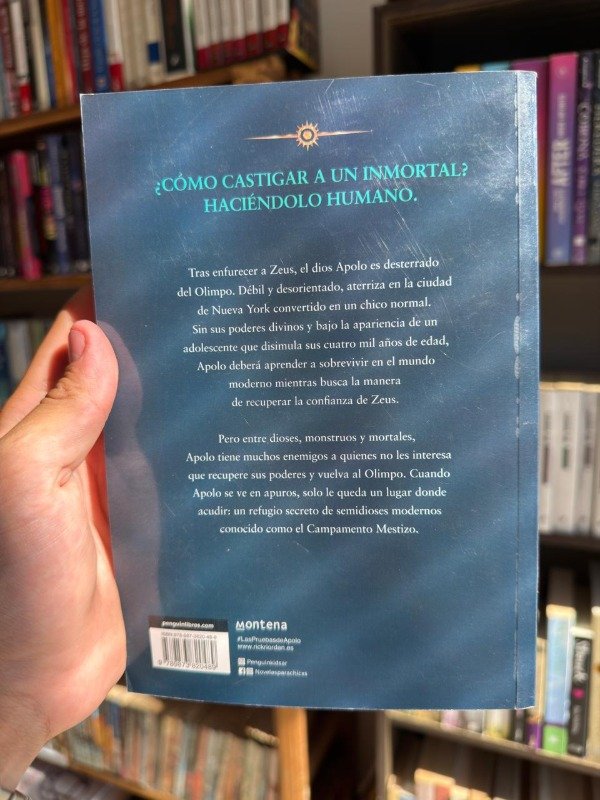 ¿CÓMO CASTIGAR A UN INMORTAL?
HACIÉNDOLO HUMANO.
Tras enfurecer a Zeus, el dios Apolo es desterrado
del Olimpo. Débil y desorientado, aterriza en la ciudad
de Nueva York convertido en un chico normal.
Sin sus poderes divinos y bajo la apariencia de un
adolescente que disimula sus cuatro mil años de edad,
Apolo deberá aprender a sobrevivir en el mundo
moderno mientras busca la manera
de recuperar la confianza de Zeus.
Pero entre dioses, monstruos y mortales,
Apolo tiene muchos enemigos a quienes no les interesa
que recupere sus poderes y vuelva al Olimpo. Cuando
Apolo se ve en apuros, solo le queda un lugar donde
acudir: un refugio secreto de semidioses modernos
conocido como el Campamento Mestizo.
penguinlibros.com
Montena
#LasPruebasdeApolo
www.rickriordan.es
Penguinkidsar
Novelasparachicas
9 789873 820489
AFTER